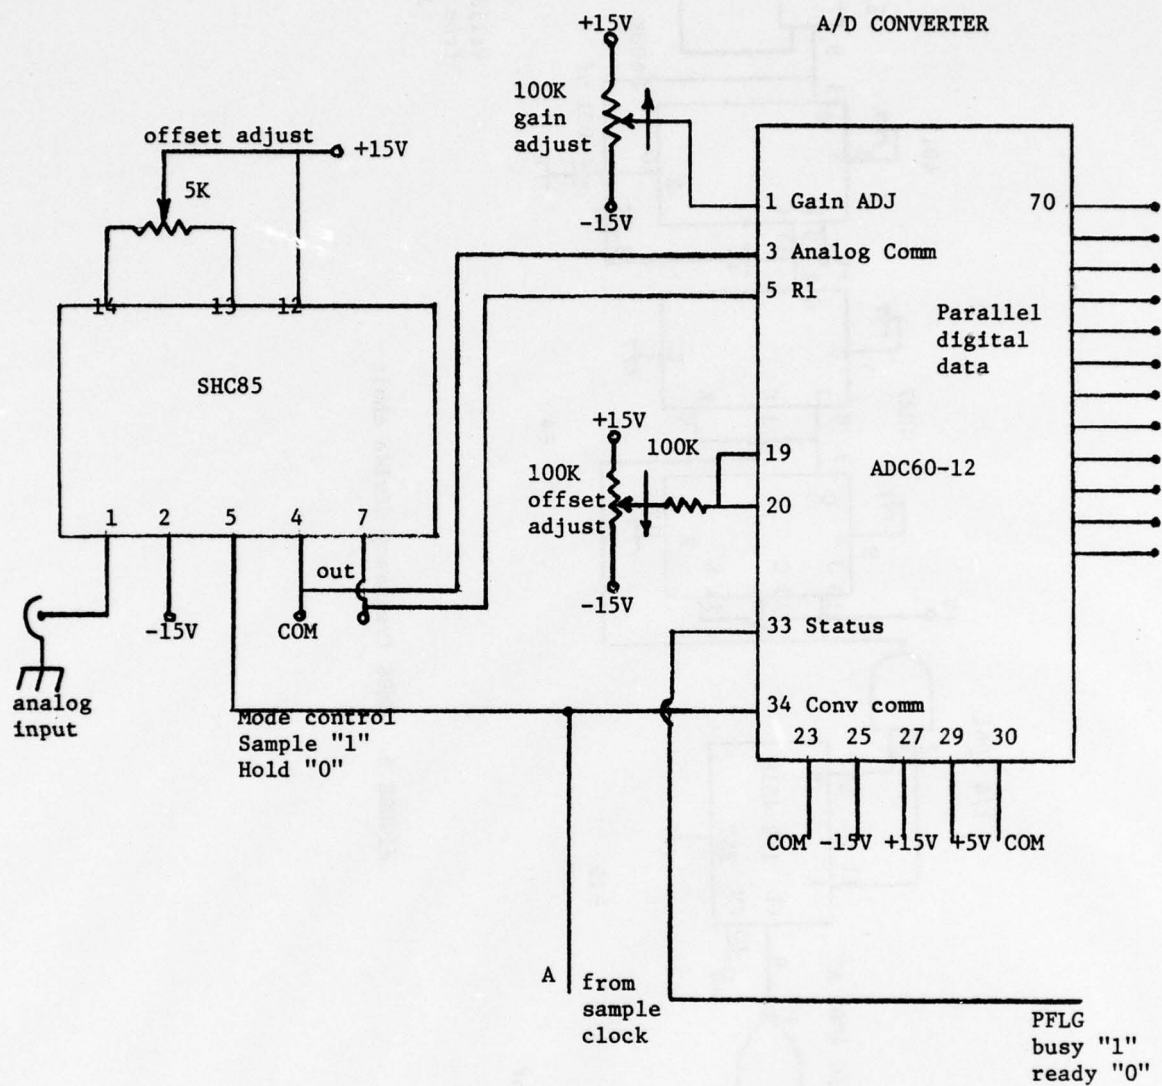 A/D CONVERTER
+15V
100K
gain
adjust
-15V
offset adjust
+15V
5K
14 13 12
SHC85
1 2 5 4 7
out
-15V
COM
analog
input
Mode control
Sample "1"
Hold "0"
1 Gain ADJ
70
3 Analog Comm
5 R1
Parallel
digital
data
ADC60-12
+15V
100K
100K
offset
adjust
-15V
19
20
33 Status
34 Conv comm
23 25 27 29 30
COM -15V +15V +5V COM
A
from
sample
clock
PFLG
busy "1"
ready "0"